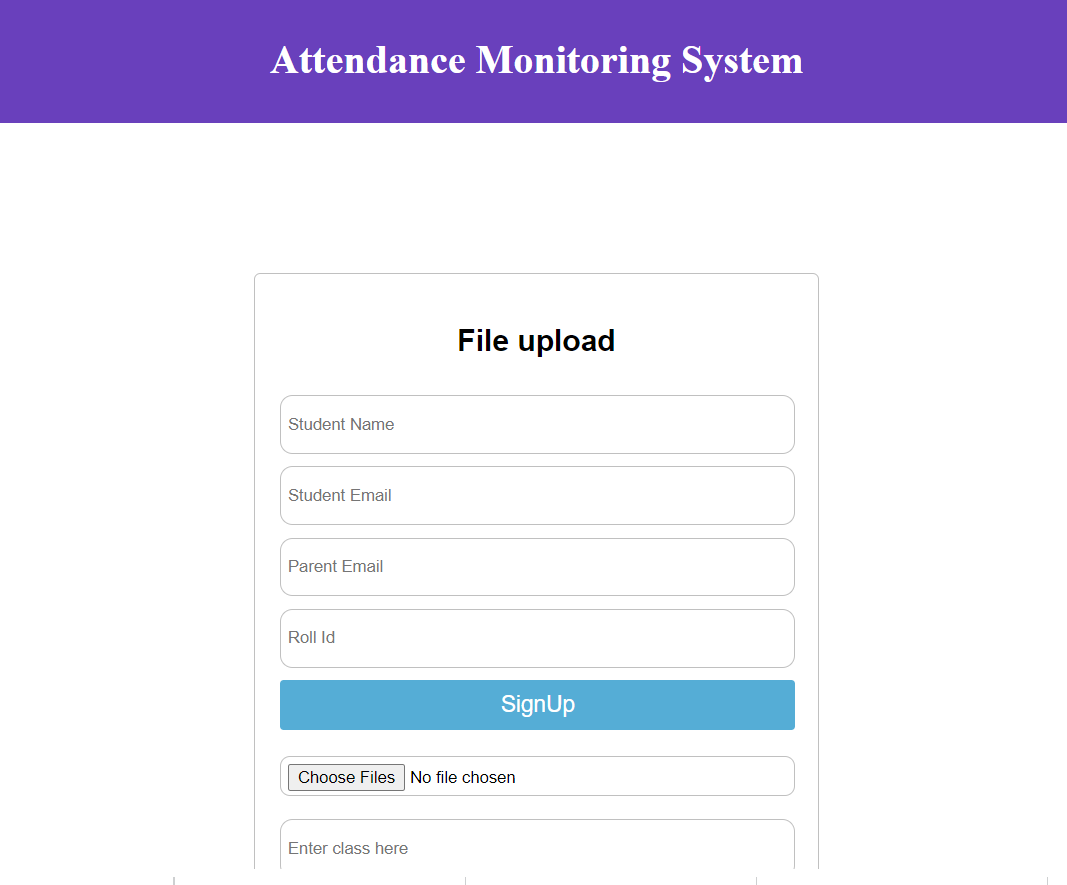 Attendance Monitoring System
File upload
Student Name
Student Email
Parent Email
Roll Id
SignUp
Choose Files No file chosen
Enter class here